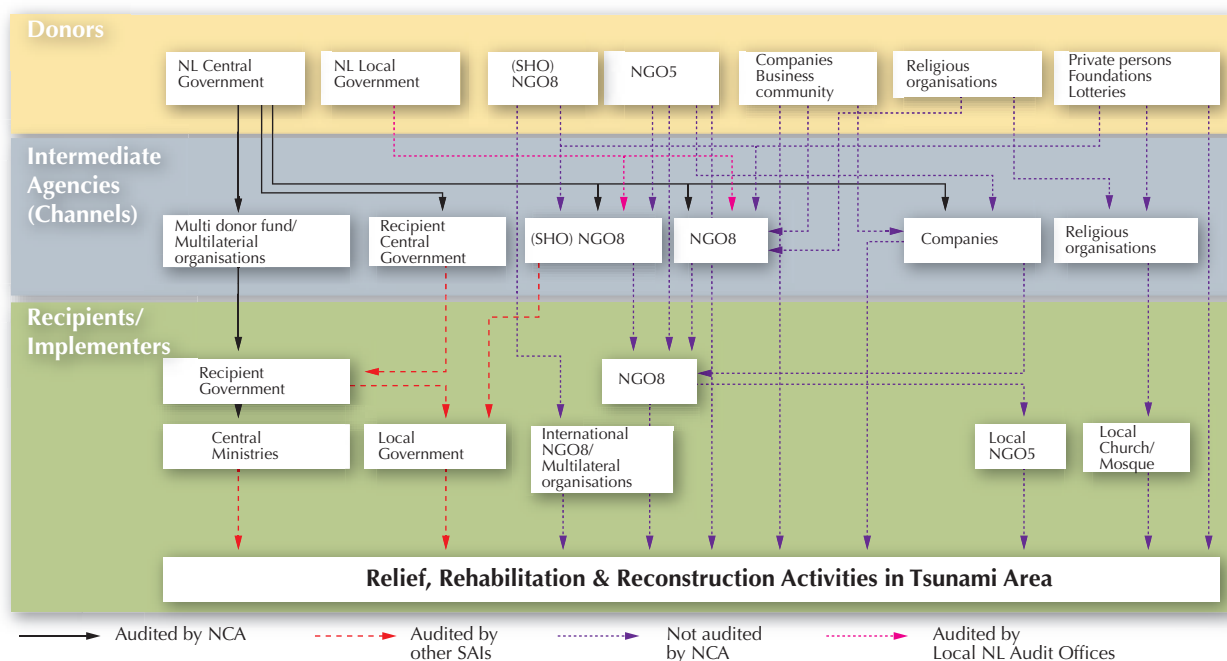 Donors
NL Central
Government
NL Local
Government
(SHO)
NGO8
NGO5
Companies
Business
community
Religious
organisations
Private persons
Foundations
Lotteries
Intermediate
Agencies
(Channels)
Multi donor fund/
Multilaterial
organisations
Recipient
Central
Government
(SHO) NGO8
NGO8
Companies
Religious
organisations
Recipients/
Implementers
Recipient
Government
NGO8
Central
Ministries
Local
Government
International
NGO8/
Multilateral
organisations
Local
NGO5
Local
Church/
Mosque
Relief, Rehabilitation & Reconstruction Activities in Tsunami Area
Audited by NCA
Audited by
other SAIs
Not audited
by NCA
Audited by
Local NL Audit Offices